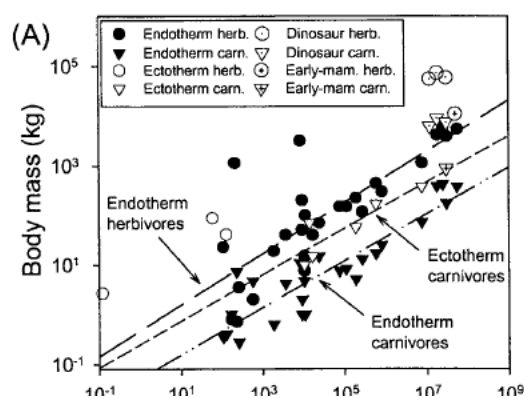 (A)
Endotherm herb.
Dinosaur herb.
Endotherm carn.
Dinosaur carn.
Ectotherm herb.
Early-mam. herb.
Ectotherm carn.
Early-mam carn.
Body mass (kg)
10⁵
10³
10¹
10⁻¹
Endotherm
herbivores
Ectotherm
carnivores
Endotherm
carnivores
10⁻¹ 10¹ 10³ 10⁵ 10⁷ 10⁹